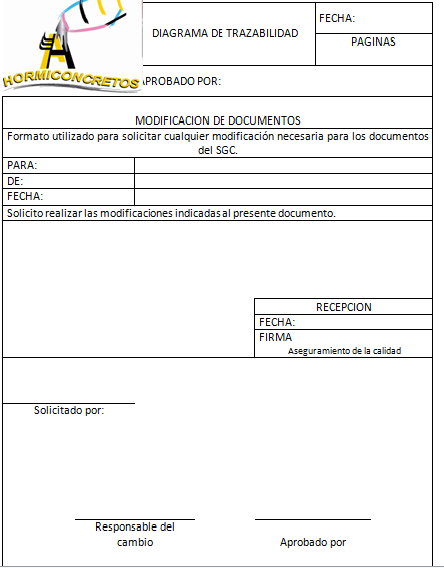 FECHA:
DIAGRAMA DE TRAZABILIDAD
PAGINAS
HORMICONCRETOS
APROBADO POR:
MODIFICACION DE DOCUMENTOS
Formato utilizado para solicitar cualquier modificación necesaria para los documentos
del SGC.
PARA:
DE:
FECHA:
Solicito realizar las modificaciones indicadas al presente documento.
RECEPCION
FECHA:
FIRMA
Aseguramiento de la calidad
Solicitado por:
Responsable del
cambio
Aprobado por